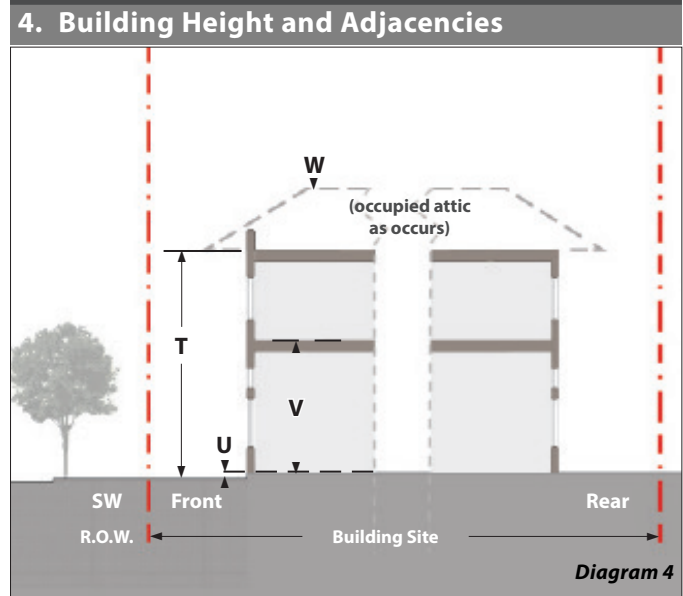 4. Building Height and Adjacencies
W
(occupied attic
as occurs)
T
V
U
SW Front Rear
R.O.W. Building Site
Diagram 4